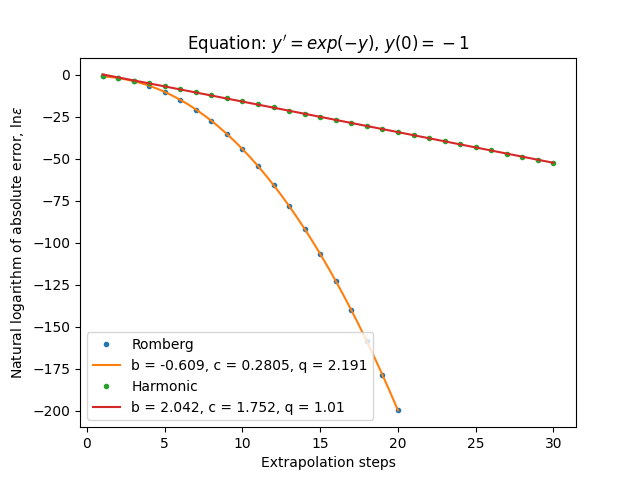 Equation: y′ = exp(−y), y(0) = −1
Natural logarithm of absolute error, lnε
0
−25
−50
−75
−100
−125
−150
−175
−200
Romberg
b = -0.609, c = 0.2805, q = 2.191
Harmonic
b = 2.042, c = 1.752, q = 1.01
0 5 10 15 20 25 30
Extrapolation steps